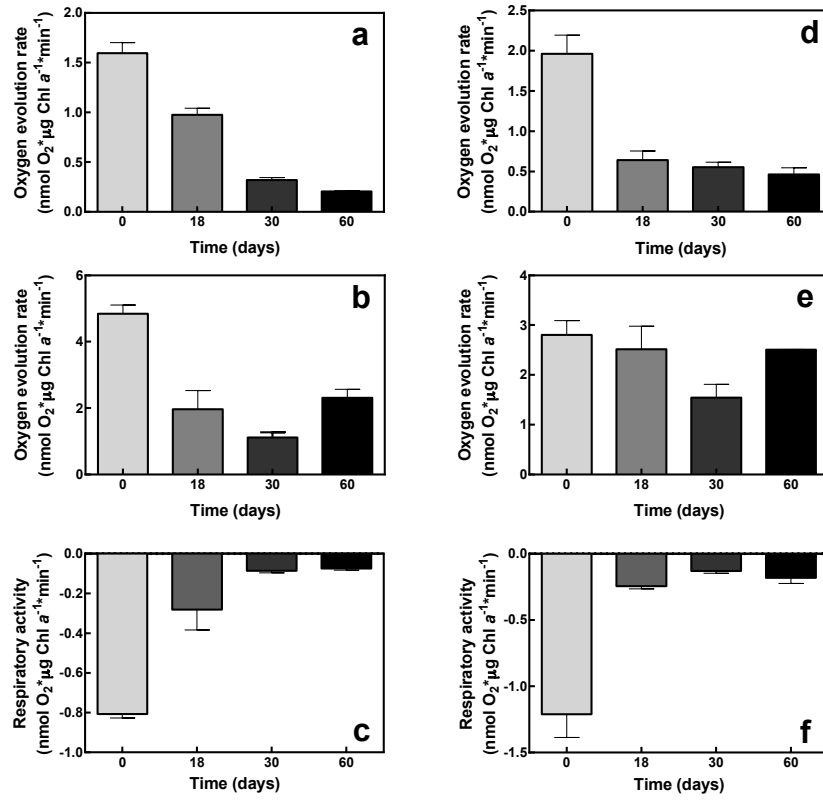 a
Oxygen evolution rate
(nmol O₂*µg Chl a⁻¹*min⁻¹)
2.0
1.5
1.0
0.5
0.0
0 18 30 60
Time (days)
d
Oxygen evolution rate
(nmol O₂*µg Chl a⁻¹*min⁻¹)
2.5
2.0
1.5
1.0
0.5
0.0
0 18 30 60
Time (days)
b
Oxygen evolution rate
(nmol O₂*µg Chl a⁻¹*min⁻¹)
6
4
2
0
0 18 30 60
Time (days)
e
Oxygen evolution rate
(nmol O₂*µg Chl a⁻¹*min⁻¹)
4
3
2
1
0
0 18 30 60
Time (days)
c
Respiratory activity
(nmol O₂*µg Chl a⁻¹*min⁻¹)
0.0
-0.2
-0.4
-0.6
-0.8
-1.0
0 18 30 60
Time (days)
f
Respiratory activity
(nmol O₂*µg Chl a⁻¹*min⁻¹)
0.0
-0.5
-1.0
-1.5
0 18 30 60
Time (days)